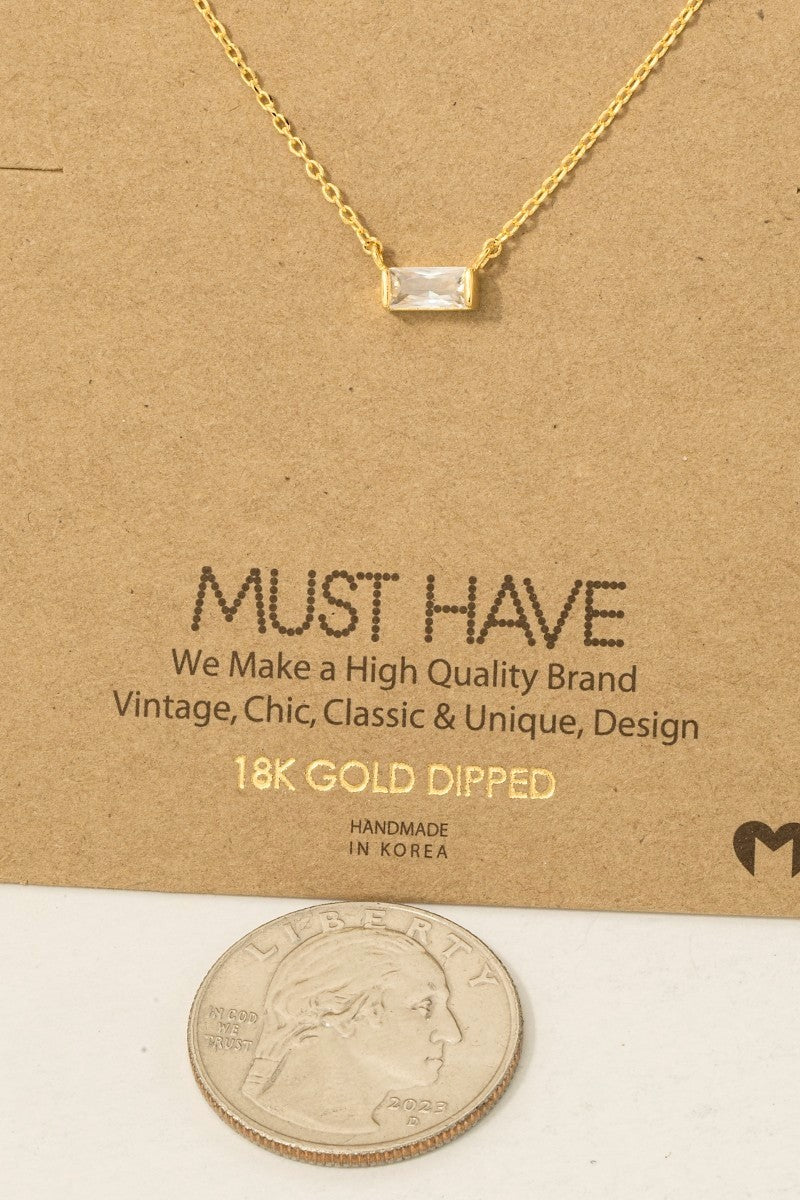 MUST HAVE
We Make a High Quality Brand
Vintage, Chic, Classic & Unique, Design
18K GOLD DIPPED
HANDMADE
IN KOREA
M
LIBERTY
IN GOD
WE
TRUST
2023
D